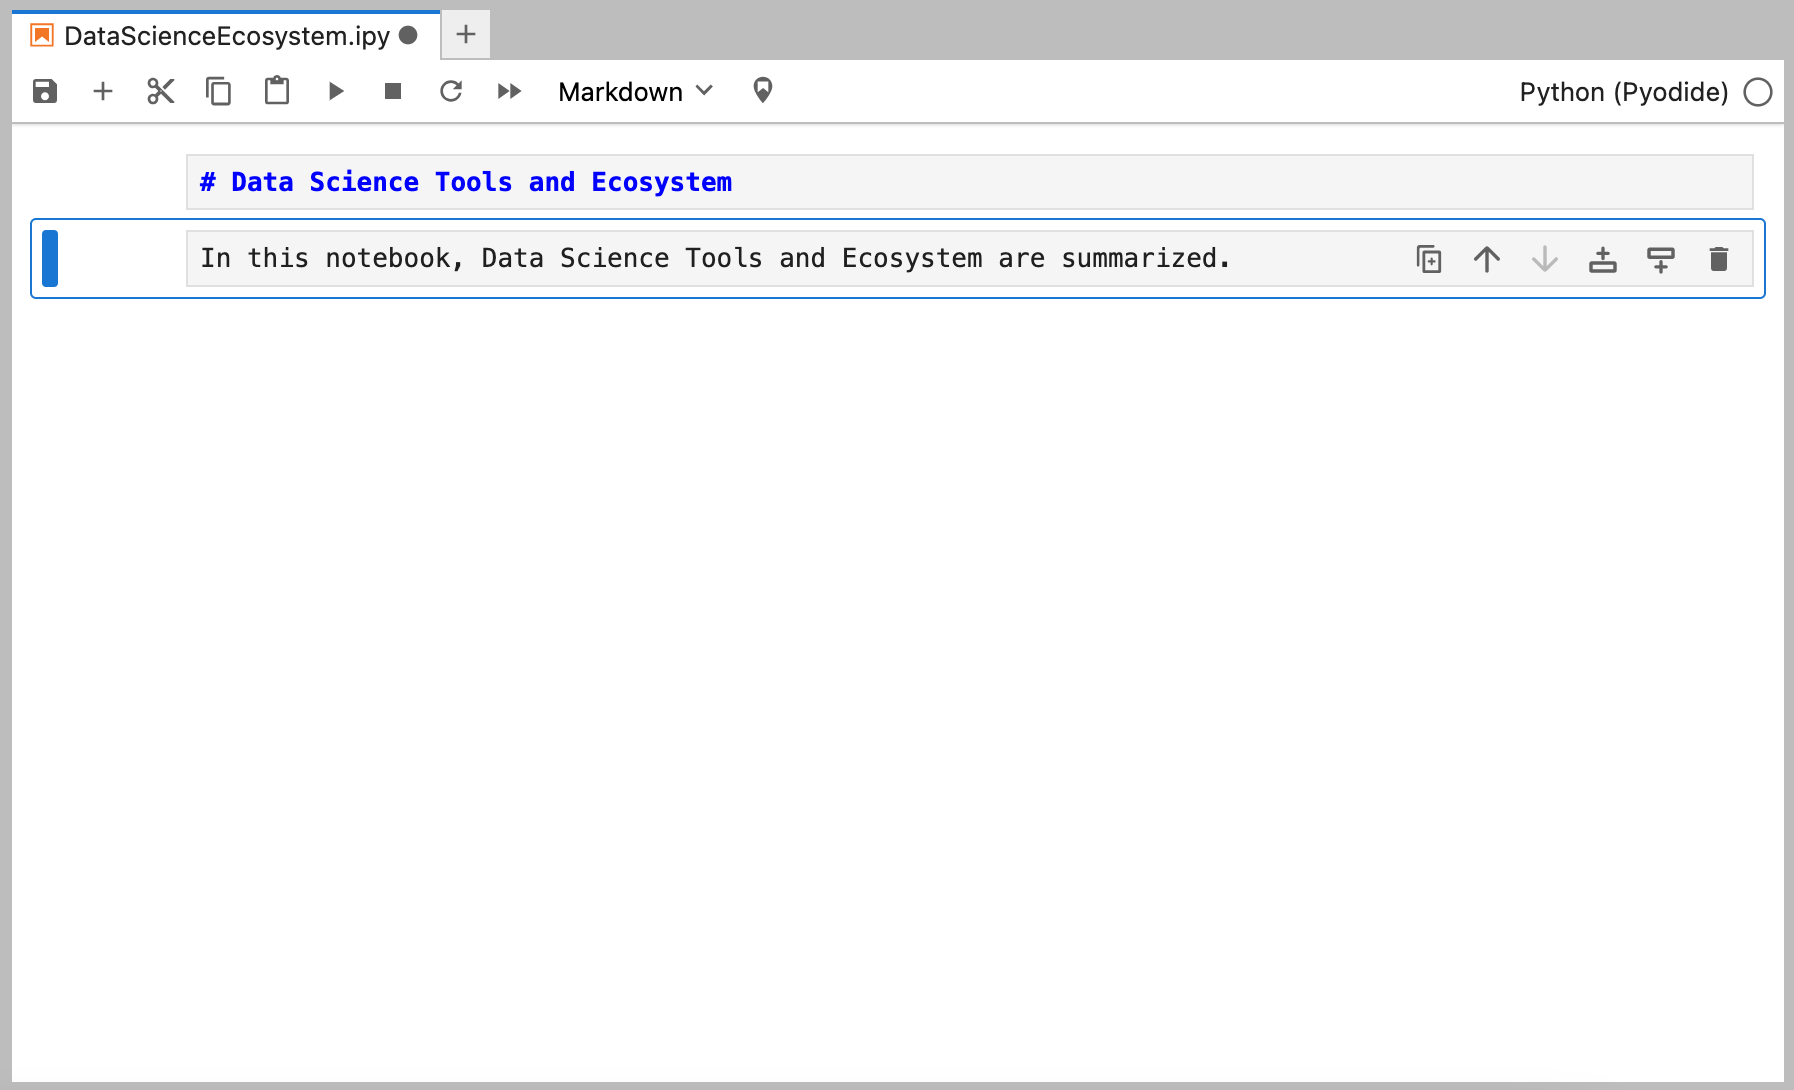 DataScienceEcosystem.ipy
Markdown
Python (Pyodide)
# Data Science Tools and Ecosystem
In this notebook, Data Science Tools and Ecosystem are summarized.